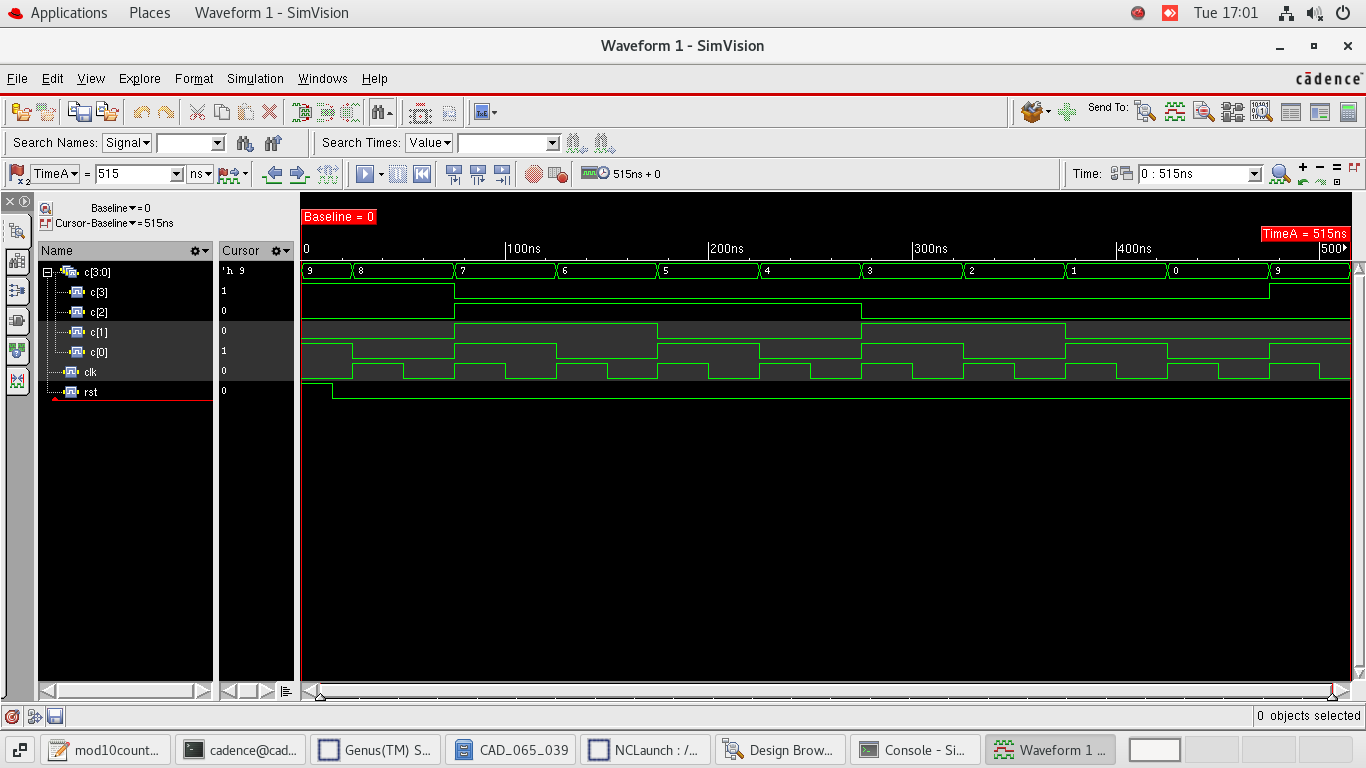 Applications Places Waveform 1 - SimVision Tue 17:01
Waveform 1 - SimVision
File Edit View Explore Format Simulation Windows Help cādence
Send To:
Search Names: Signal Search Times: Value
x2 TimeA = 515 ns 515ns + 0 Time: 0 : 515ns
Baseline = 0
Cursor-Baseline = 515ns
Baseline = 0
TimeA = 515ns
Name Cursor 0 100ns 200ns 300ns 400ns 500
c[3:0] 'h 9 9 8 7 6 5 4 3 2 1 0 9
c[3] 1
c[2] 0
c[1] 0
c[0] 1
clk 0
rst 0
0 objects selected
mod10count... cadence@cad... Genus(TM) S... CAD_065_039 NCLaunch : /... Design Brow... Console - Si... Waveform 1 ...